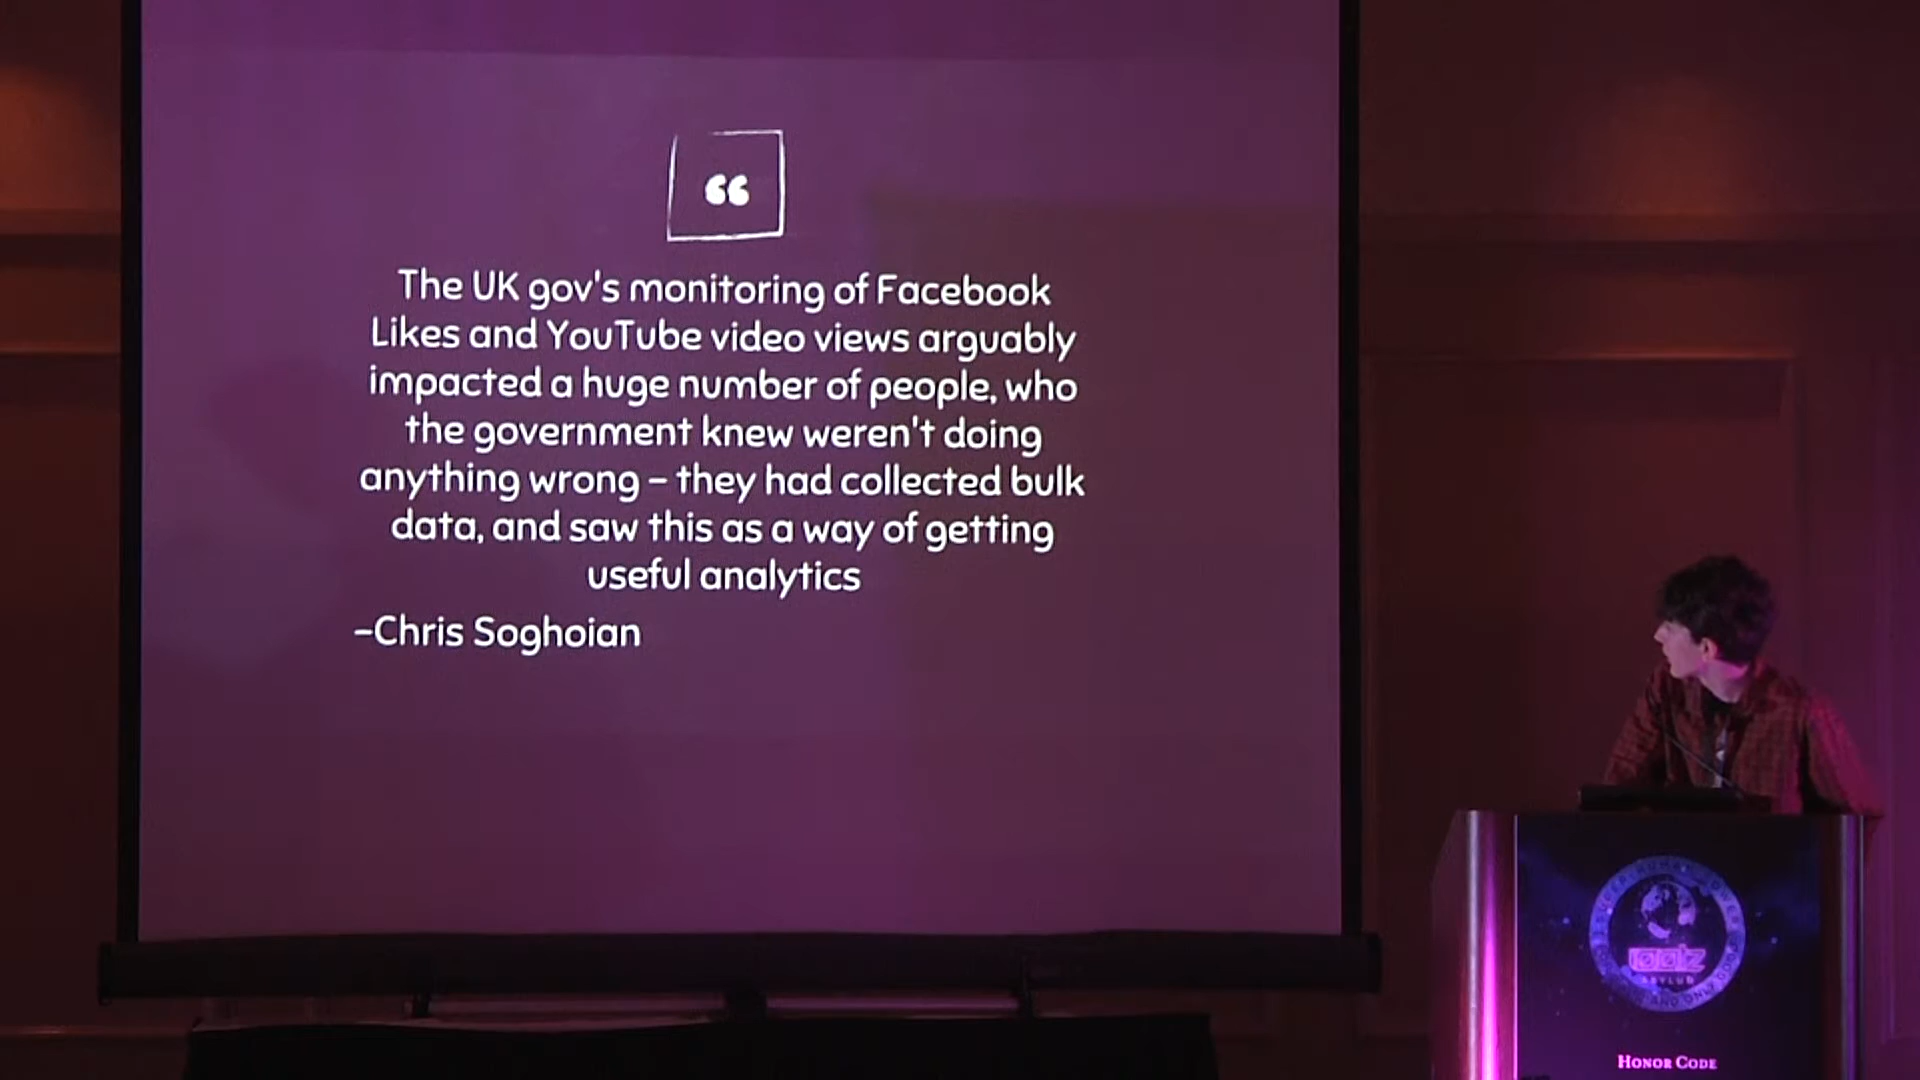 “
The UK gov's monitoring of Facebook
Likes and YouTube video views arguably
impacted a huge number of people, who
the government knew weren't doing
anything wrong – they had collected bulk
data, and saw this as a way of getting
useful analytics
–Chris Soghoian
r00tz
ASYLUM
HONOR CODE